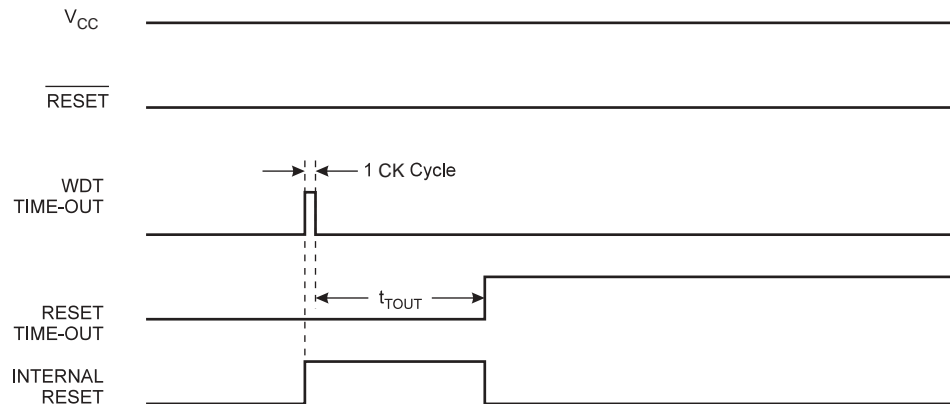 VCC
RESET
1 CK Cycle
WDT
TIME-OUT
tTOUT
RESET
TIME-OUT
INTERNAL
RESET